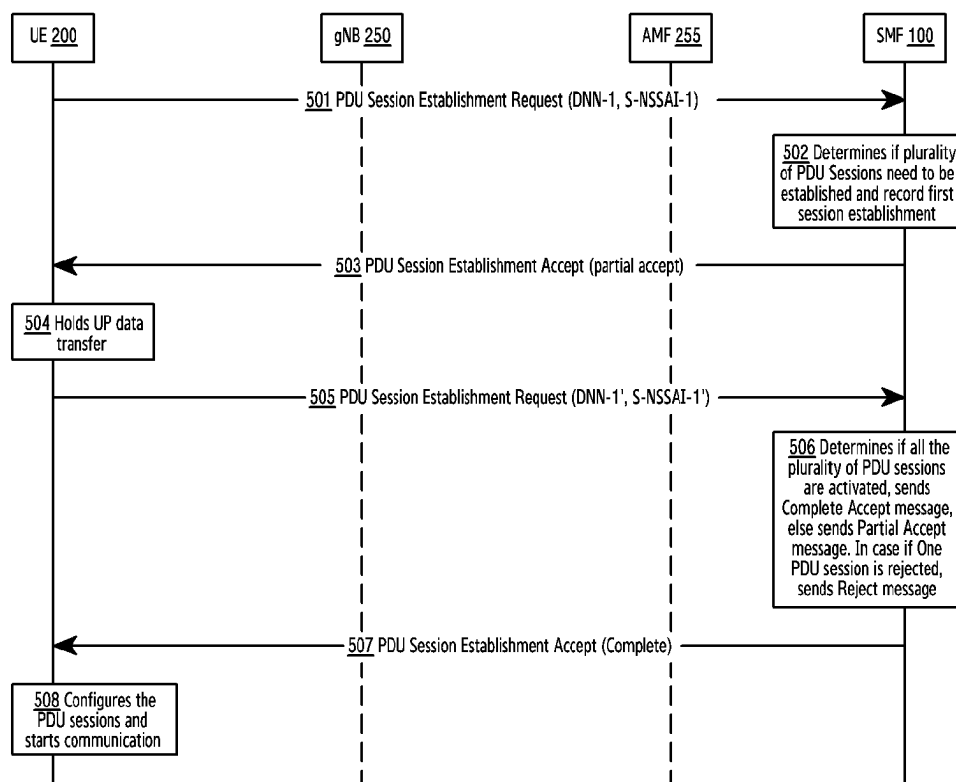 UE 200
gNB 250
AMF 255
SMF 100
501 PDU Session Establishment Request (DNN-1, S-NSSAI-1)
502 Determines if plurality
of PDU Sessions need to be
established and record first
session establishment
503 PDU Session Establishment Accept (partial accept)
504 Holds UP data
transfer
505 PDU Session Establishment Request (DNN-1', S-NSSAI-1')
506 Determines if all the
plurality of PDU sessions
are activated, sends
Complete Accept message,
else sends Partial Accept
message. In case if One
PDU session is rejected,
sends Reject message
507 PDU Session Establishment Accept (Complete)
508 Configures the
PDU sessions and
starts communication